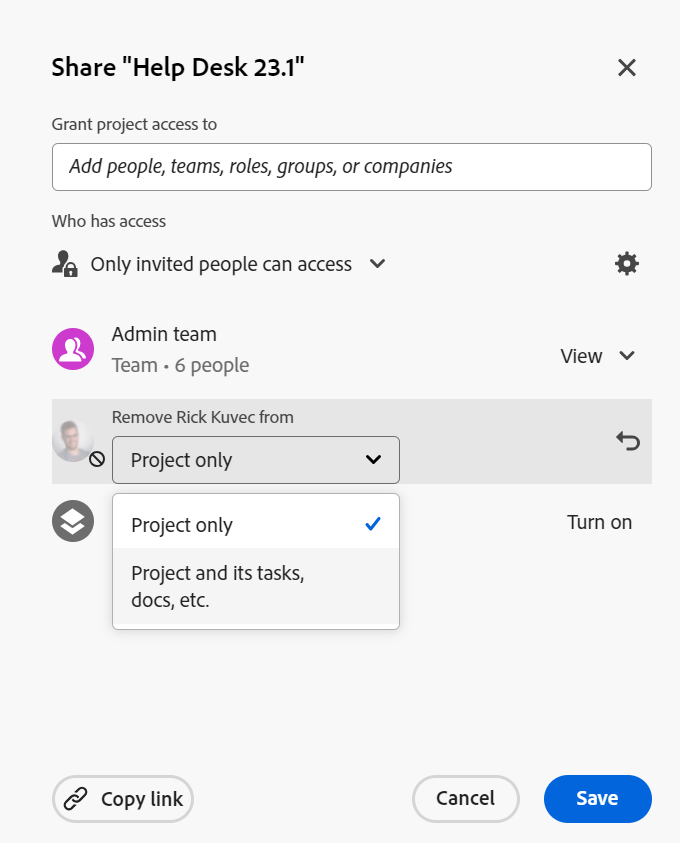 Share "Help Desk 23.1"
Grant project access to
Add people, teams, roles, groups, or companies
Who has access
Only invited people can access
Admin team
Team • 6 people
View
Remove Rick Kuvec from
Project only
Project only
Project and its tasks,
docs, etc.
Turn on
Copy link
Cancel
Save